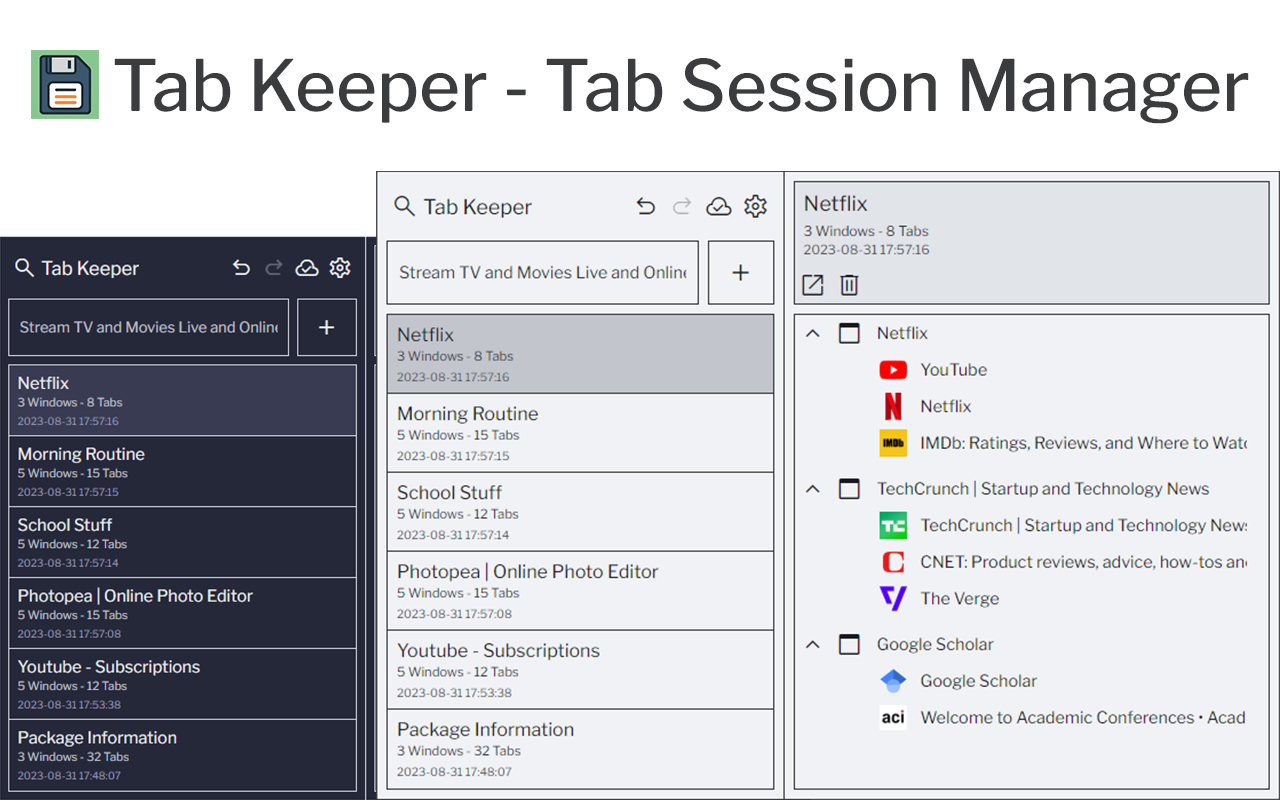 Tab Keeper - Tab Session Manager
Tab Keeper
Stream TV and Movies Live and Online
Netflix
3 Windows - 8 Tabs
2023-08-31 17:57:16
Morning Routine
5 Windows - 15 Tabs
2023-08-31 17:57:15
School Stuff
5 Windows - 12 Tabs
2023-08-31 17:57:14
Photopea | Online Photo Editor
5 Windows - 15 Tabs
2023-08-31 17:57:08
Youtube - Subscriptions
5 Windows - 12 Tabs
2023-08-31 17:53:38
Package Information
3 Windows - 32 Tabs
2023-08-31 17:48:07
Tab Keeper
Stream TV and Movies Live and Online
Netflix
3 Windows - 8 Tabs
2023-08-31 17:57:16
Morning Routine
5 Windows - 15 Tabs
2023-08-31 17:57:15
School Stuff
5 Windows - 12 Tabs
2023-08-31 17:57:14
Photopea | Online Photo Editor
5 Windows - 15 Tabs
2023-08-31 17:57:08
Youtube - Subscriptions
5 Windows - 12 Tabs
2023-08-31 17:53:38
Package Information
3 Windows - 32 Tabs
2023-08-31 17:48:07
Netflix
3 Windows - 8 Tabs
2023-08-31 17:57:16
Netflix
YouTube
Netflix
IMDb IMDb: Ratings, Reviews, and Where to Watc
TechCrunch | Startup and Technology News
TC TechCrunch | Startup and Technology News
CNET: Product reviews, advice, how-tos and
The Verge
Google Scholar
Google Scholar
aci Welcome to Academic Conferences • Acad